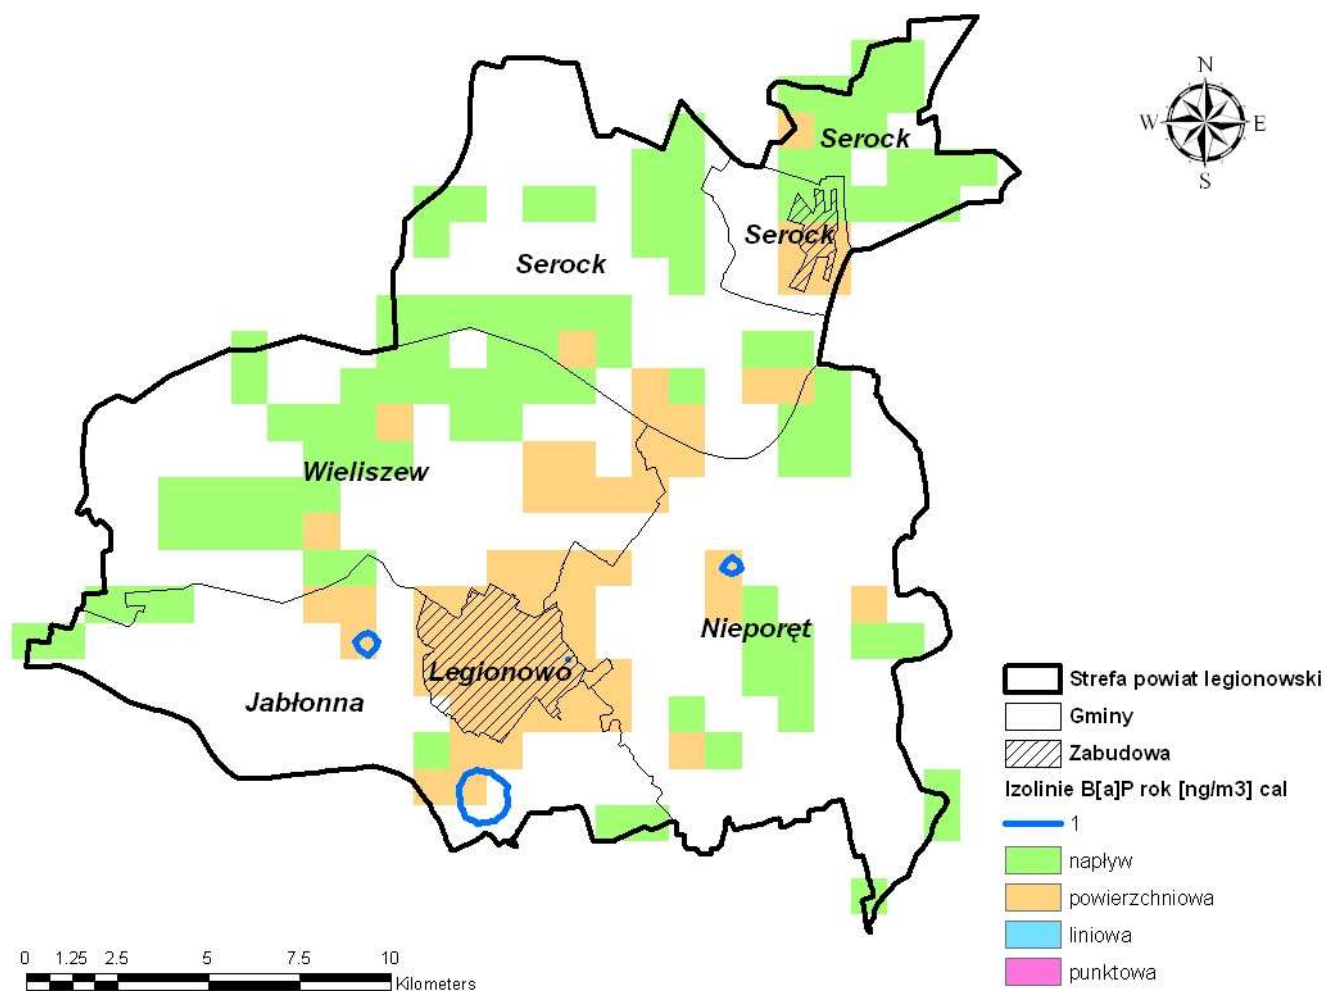 N
W E
S
Serock
Serock
Serock
Wieliszew
Nieporęt
Legionowo
Jabłonna
Strefa powiat legionowski
Gminy
Zabudowa
Izolinie B[a]P rok [ng/m3] cal
1
napływ
powierzchniowa
liniowa
punktowa
0 1.25 2.5 5 7.5 10
Kilometers